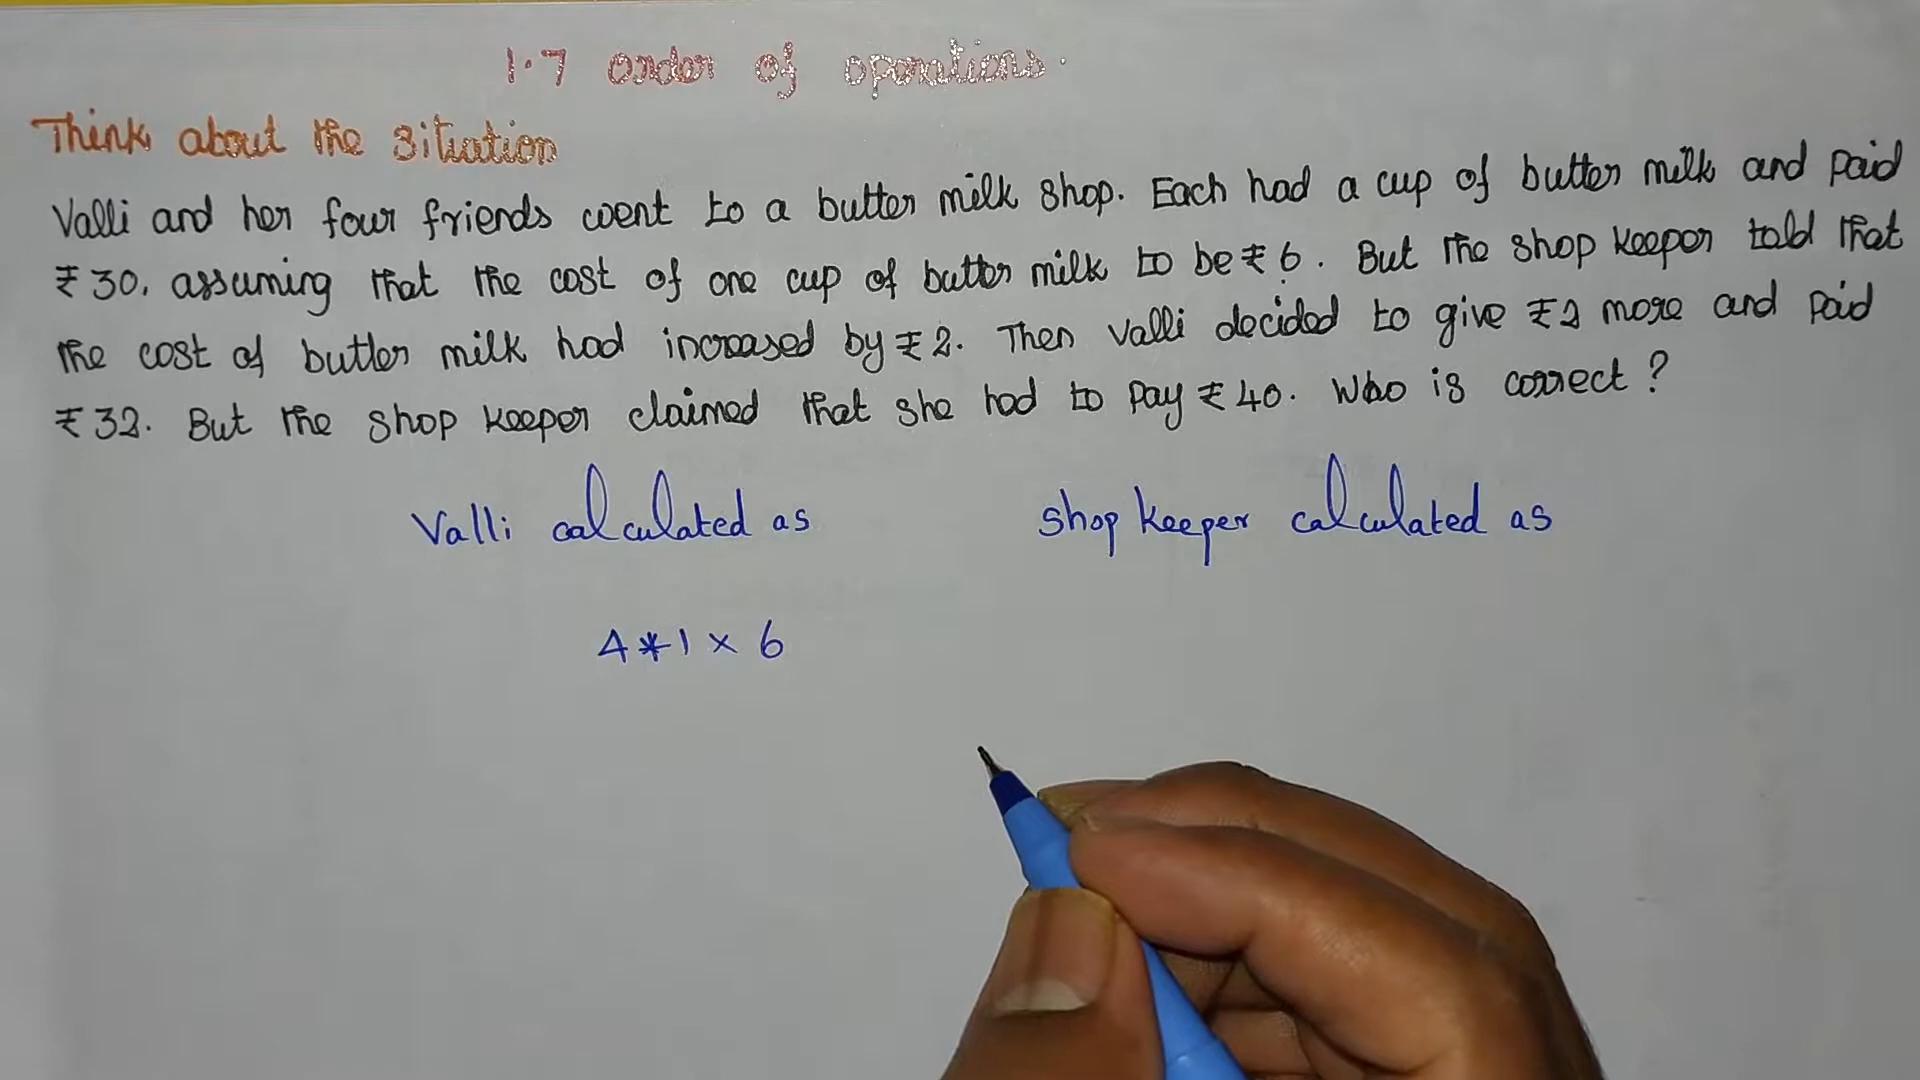 1.7 order of operations.
Think about the situation
Valli and her four friends went to a butter milk shop. Each had a cup of butter milk and paid
₹30, assuming that the cost of one cup of butter milk to be ₹6. But the shop keeper told that
the cost of butter milk had increased by ₹2. Then Valli decided to give ₹2 more and paid
₹32. But the shop keeper claimed that she had to pay ₹40. Who is correct?
Valli calculated as
shop keeper calculated as
4*1 × 6